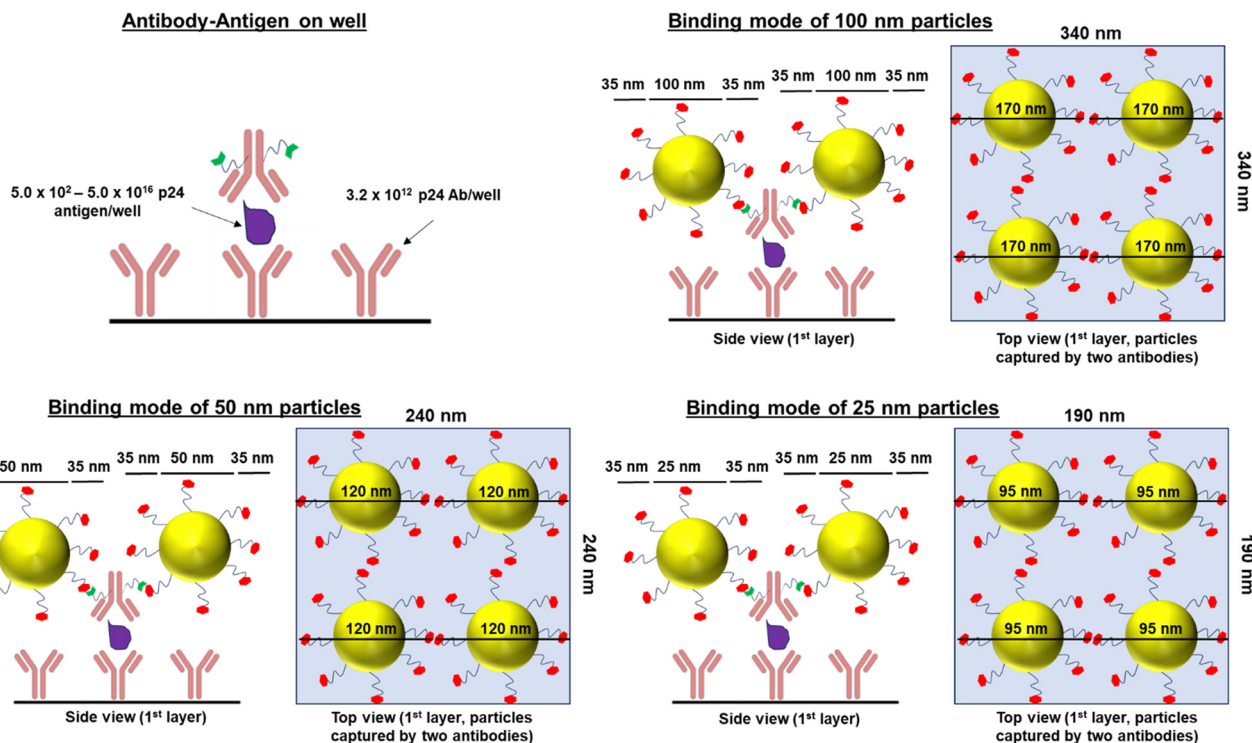 Antibody-Antigen on well
5.0 x 10² – 5.0 x 10¹⁶ p24
antigen/well
3.2 x 10¹² p24 Ab/well
Binding mode of 100 nm particles
340 nm
35 nm 100 nm 35 nm
35 nm 100 nm 35 nm
170 nm
170 nm
170 nm
170 nm
340 nm
Side view (1st layer)
Top view (1st layer, particles
captured by two antibodies)
Binding mode of 50 nm particles
240 nm
50 nm 35 nm
35 nm 50 nm 35 nm
120 nm
120 nm
120 nm
120 nm
240 nm
Side view (1st layer)
Top view (1st layer, particles
captured by two antibodies)
Binding mode of 25 nm particles
190 nm
35 nm 25 nm 35 nm
35 nm 25 nm 35 nm
95 nm
95 nm
95 nm
95 nm
190 nm
Side view (1st layer)
Top view (1st layer, particles
captured by two antibodies)